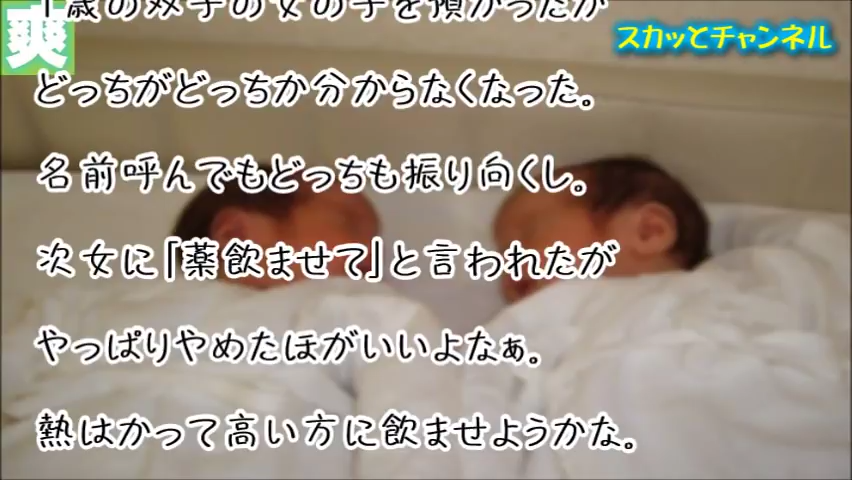 爽
スカッとチャンネル
1歳の双子の女の子を預かったが
どっちがどっちか分からなくなった。
名前呼んでもどっちも振り向くし。
次女に「薬飲ませて」と言われたが
やっぱりやめたほがいいよなぁ。
熱はかって高い方に飲ませようかな。